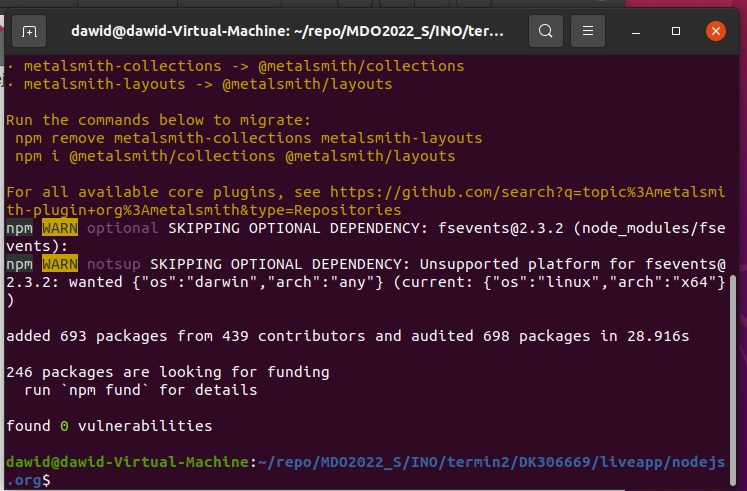 dawid@dawid-Virtual-Machine: ~/repo/MDO2022_S/INO/ter...
· metalsmith-collections -> @metalsmith/collections
· metalsmith-layouts -> @metalsmith/layouts
Run the commands below to migrate:
npm remove metalsmith-collections metalsmith-layouts
npm i @metalsmith/collections @metalsmith/layouts
For all available core plugins, see https://github.com/search?q=topic%3Ametalsmi
th-plugin+org%3Ametalsmith&type=Repositories
npm WARN optional SKIPPING OPTIONAL DEPENDENCY: fsevents@2.3.2 (node_modules/fse
vents):
npm WARN notsup SKIPPING OPTIONAL DEPENDENCY: Unsupported platform for fsevents@
2.3.2: wanted {"os":"darwin","arch":"any"} (current: {"os":"linux","arch":"x64"}
)
added 693 packages from 439 contributors and audited 698 packages in 28.916s
246 packages are looking for funding
run `npm fund` for details
found 0 vulnerabilities
dawid@dawid-Virtual-Machine:~/repo/MDO2022_S/INO/termin2/DK306669/liveapp/nodejs
.org$